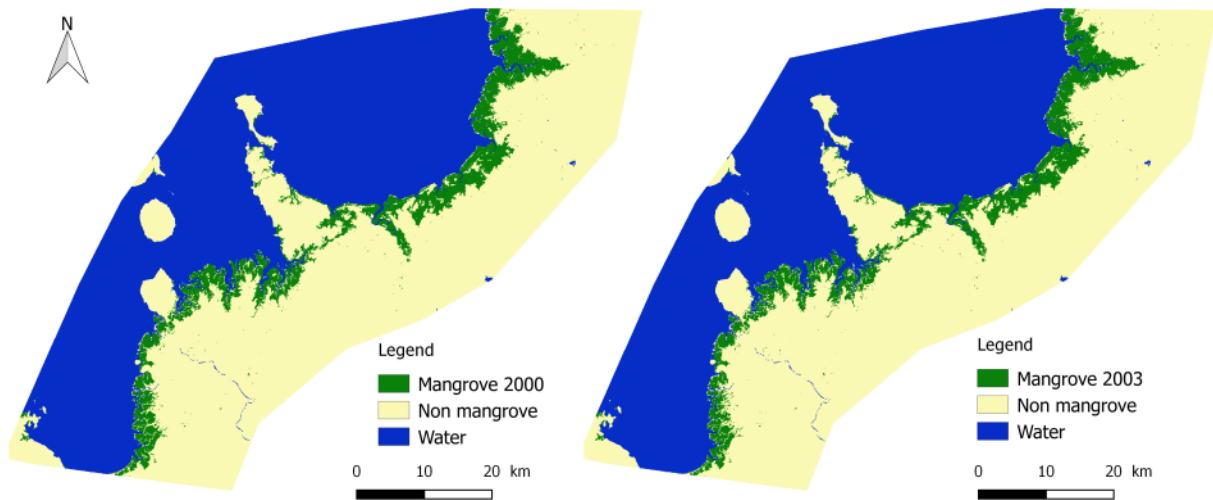 N
Legend
Mangrove 2000
Non mangrove
Water
0 10 20 km
Legend
Mangrove 2003
Non mangrove
Water
0 10 20 km